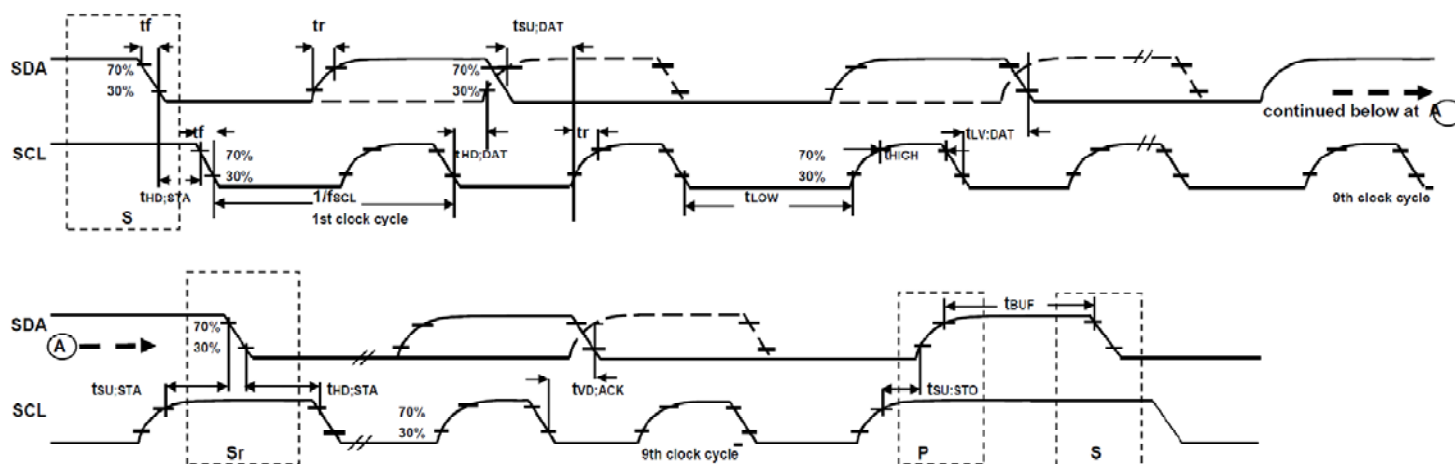 tf
tr
tSU;DAT
SDA
70%
30%
70%
30%
continued below at A
SCL
tf
70%
30%
tHD;DAT
tr
70%
30%
tHIGH
tLV:DAT
tHD;STA
1/fSCL
tLOW
S
1st clock cycle
9th clock cycle
SDA
70%
30%
A
tBUF
tSU;STA
tHD;STA
tVD;ACK
tSU:STO
SCL
70%
30%
Sr
9th clock cycle
P
S